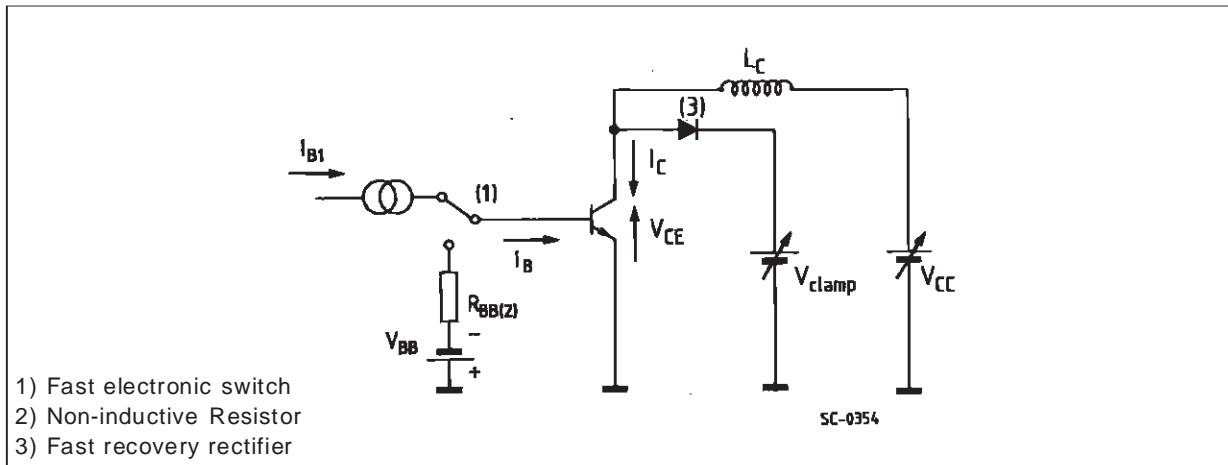 L_C
(3)
I_B1
(1)
I_C
V_CE
i_B
V_clamp
V_CC
R_BB(2)
V_BB
−
+
1) Fast electronic switch
2) Non-inductive Resistor
3) Fast recovery rectifier
SC-0354